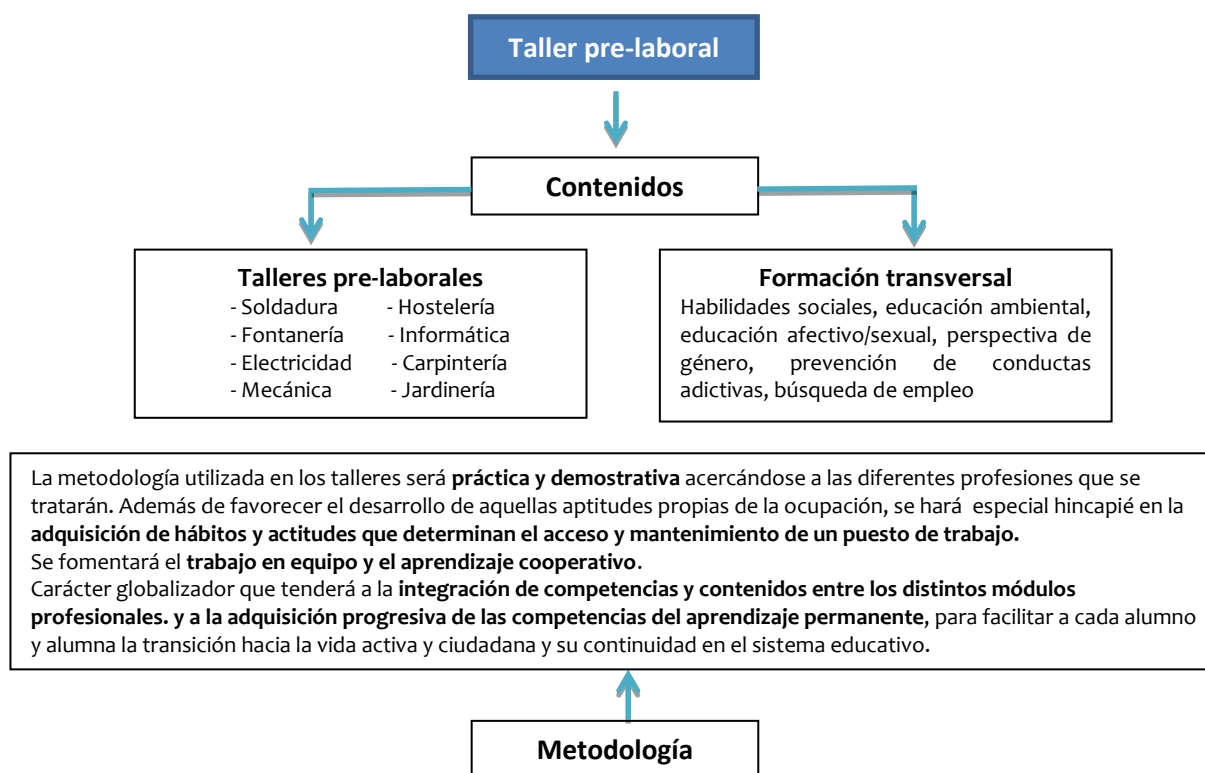 Taller pre-laboral
Contenidos
Talleres pre-laborales
- Soldadura - Hostelería
- Fontanería - Informática
- Electricidad - Carpintería
- Mecánica - Jardinería
Formación transversal
Habilidades sociales, educación ambiental,
educación afectivo/sexual, perspectiva de
género, prevención de conductas
adictivas, búsqueda de empleo
La metodología utilizada en los talleres será práctica y demostrativa acercándose a las diferentes profesiones que se
tratarán. Además de favorecer el desarrollo de aquellas aptitudes propias de la ocupación, se hará especial hincapié en la
adquisición de hábitos y actitudes que determinan el acceso y mantenimiento de un puesto de trabajo.
Se fomentará el trabajo en equipo y el aprendizaje cooperativo.
Carácter globalizador que tenderá a la integración de competencias y contenidos entre los distintos módulos
profesionales. y a la adquisición progresiva de las competencias del aprendizaje permanente, para facilitar a cada alumno
y alumna la transición hacia la vida activa y ciudadana y su continuidad en el sistema educativo.
Metodología